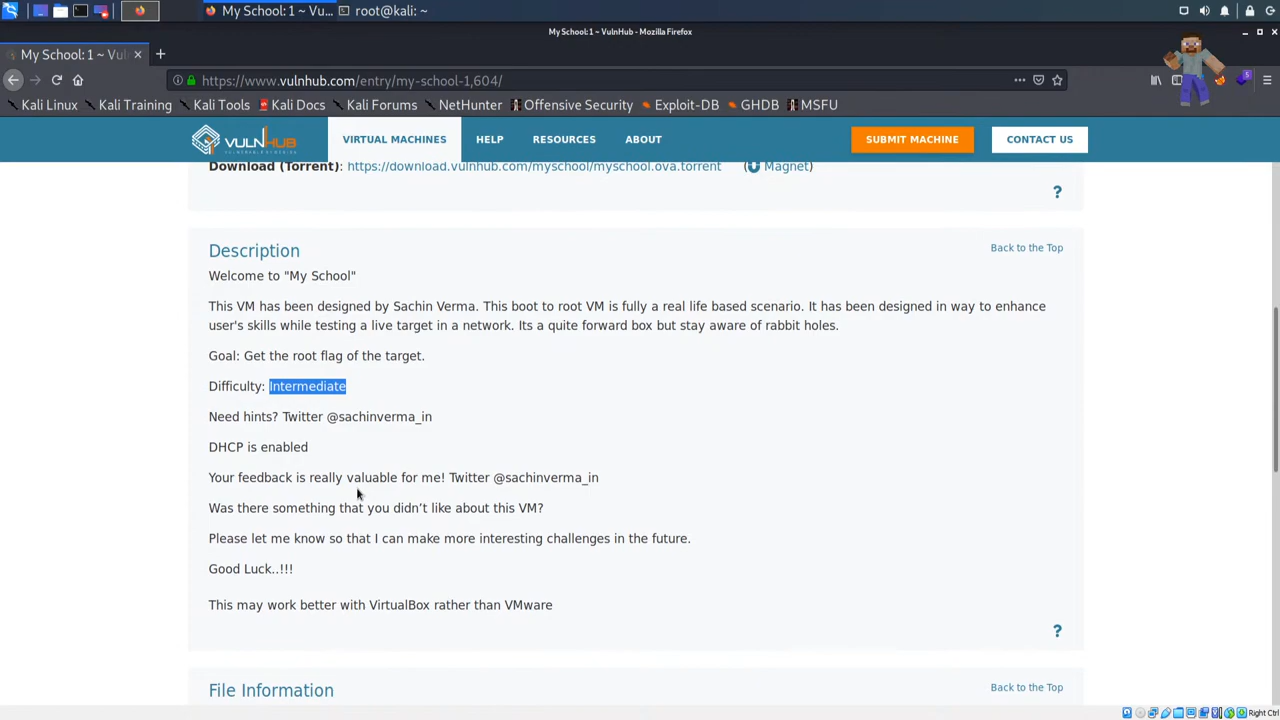 My School: 1 ~ Vu...
root@kali: ~
My School: 1 ~ VulnHub - Mozilla Firefox
My School: 1 ~ Vuln
https://www.vulnhub.com/entry/my-school-1,604/
Kali Linux
Kali Training
Kali Tools
Kali Docs
Kali Forums
NetHunter
Offensive Security
Exploit-DB
GHDB
MSFU
VULNHUB
VIRTUAL MACHINES
HELP
RESOURCES
ABOUT
SUBMIT MACHINE
CONTACT US
Download (Torrent): https://download.vulnhub.com/myschool/myschool.ova.torrent (Magnet)
?
Description
Back to the Top
Welcome to "My School"
This VM has been designed by Sachin Verma. This boot to root VM is fully a real life based scenario. It has been designed in way to enhance
user's skills while testing a live target in a network. Its a quite forward box but stay aware of rabbit holes.
Goal: Get the root flag of the target.
Difficulty: Intermediate
Need hints? Twitter @sachinverma_in
DHCP is enabled
Your feedback is really valuable for me! Twitter @sachinverma_in
Was there something that you didn’t like about this VM?
Please let me know so that I can make more interesting challenges in the future.
Good Luck..!!!
This may work better with VirtualBox rather than VMware
?
File Information
Back to the Top
Right Ctrl